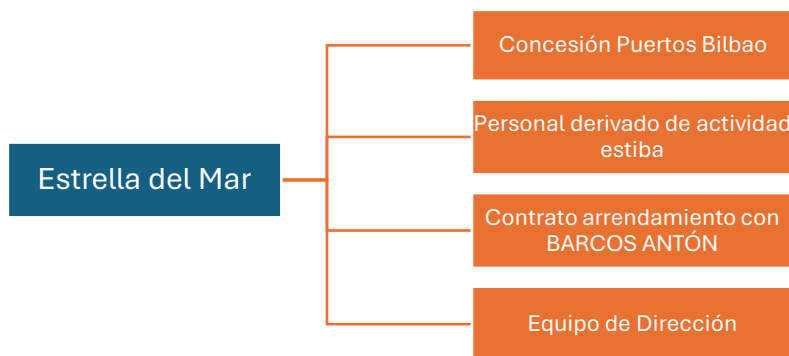 Estrella del Mar
Concesión Puertos Bilbao
Personal derivado de actividad
estiba
Contrato arrendamiento con
BARCOS ANTÓN
Equipo de Dirección